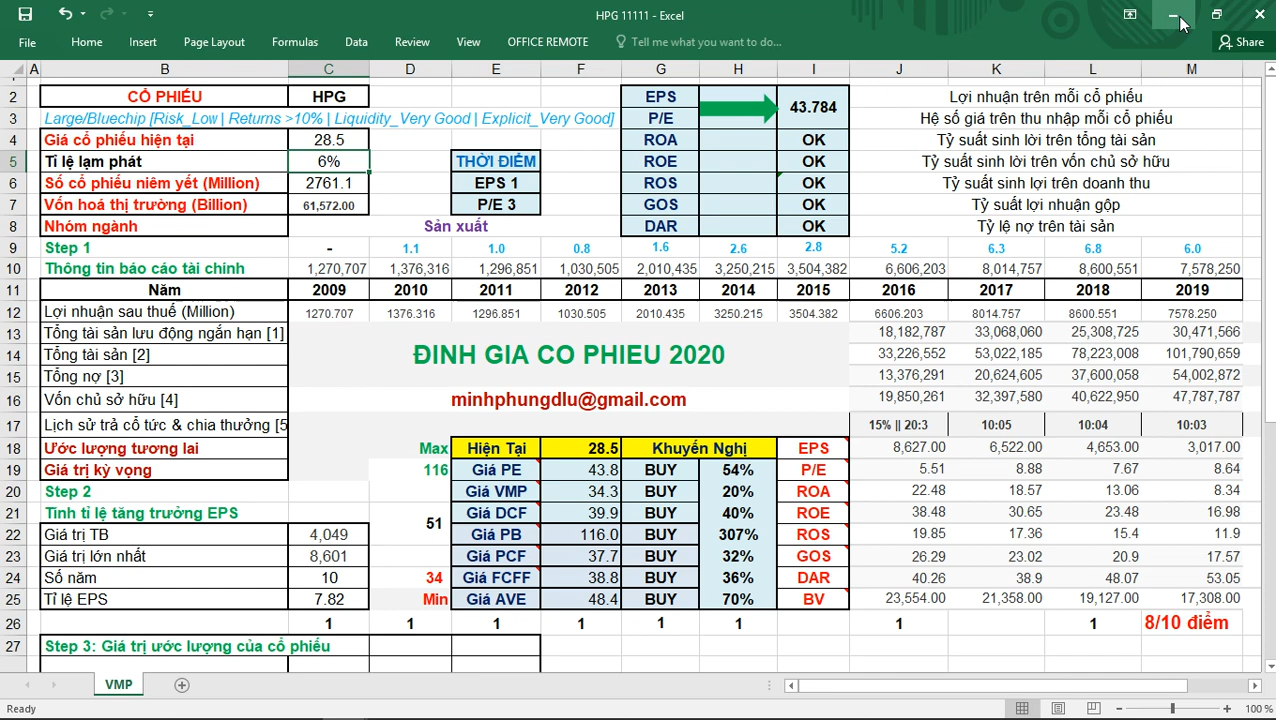 HPG 11111 - Excel
File Home Insert Page Layout Formulas Data Review View OFFICE REMOTE Tell me what you want to do... Share
A B C D E F G H I J K L M
2 CỔ PHIẾU HPG EPS 43.784 Lợi nhuận trên mỗi cổ phiếu
3 Large/Bluechip [Risk_Low | Returns >10% | Liquidity_Very Good | Explicit_Very Good] P/E Hệ số giá trên thu nhập mỗi cổ phiếu
4 Giá cổ phiếu hiện tại 28.5 ROA OK Tỷ suất sinh lời trên tổng tài sản
5 Tỉ lệ lạm phát 6% THỜI ĐIỂM ROE OK Tỷ suất sinh lời trên vốn chủ sở hữu
6 Số cổ phiếu niêm yết (Million) 2761.1 EPS 1 ROS OK Tỷ suất sinh lợi trên doanh thu
7 Vốn hoá thị trường (Billion) 61,572.00 P/E 3 GOS OK Tỷ suất lợi nhuận gộp
8 Nhóm ngành Sản xuất DAR OK Tỷ lệ nợ trên tài sản
9 Step 1 - 1.1 1.0 0.8 1.6 2.6 2.8 5.2 6.3 6.8 6.0
10 Thông tin báo cáo tài chính 1,270,707 1,376,316 1,296,851 1,030,505 2,010,435 3,250,215 3,504,382 6,606,203 8,014,757 8,600,551 7,578,250
11 Năm 2009 2010 2011 2012 2013 2014 2015 2016 2017 2018 2019
12 Lợi nhuận sau thuế (Million) 1270.707 1376.316 1296.851 1030.505 2010.435 3250.215 3504.382 6606.203 8014.757 8600.551 7578.250
13 Tổng tài sản lưu động ngắn hạn [1] 18,182,787 33,068,060 25,308,725 30,471,566
14 Tổng tài sản [2] ĐINH GIA CO PHIEU 2020 33,226,552 53,022,185 78,223,008 101,790,659
15 Tổng nợ [3] 13,376,291 20,624,605 37,600,058 54,002,872
16 Vốn chủ sở hữu [4] minhphungdlu@gmail.com 19,850,261 32,397,580 40,622,950 47,787,787
17 Lịch sử trả cổ tức & chia thưởng [5 15% || 20:3 10:05 10:04 10:03
18 Ước lượng tương lai Max Hiện Tại 28.5 Khuyến Nghị EPS 8,627.00 6,522.00 4,653.00 3,017.00
19 Giá trị kỳ vọng 116 Giá PE 43.8 BUY 54% P/E 5.51 8.88 7.67 8.64
20 Step 2 Giá VMP 34.3 BUY 20% ROA 22.48 18.57 13.06 8.34
21 Tính tỉ lệ tăng trưởng EPS 51 Giá DCF 39.9 BUY 40% ROE 38.48 30.65 23.48 16.98
22 Giá trị TB 4,049 Giá PB 116.0 BUY 307% ROS 19.85 17.36 15.4 11.9
23 Giá trị lớn nhất 8,601 Giá PCF 37.7 BUY 32% GOS 26.29 23.02 20.9 17.57
24 Số năm 10 34 Giá FCFF 38.8 BUY 36% DAR 40.26 38.9 48.07 53.05
25 Tỉ lệ EPS 7.82 Min Giá AVE 48.4 BUY 70% BV 23,554.00 21,358.00 19,127.00 17,308.00
26 1 1 1 1 1 1 1 1 8/10 điểm
27 Step 3: Giá trị ước lượng của cổ phiếu
VMP
Ready 100 %